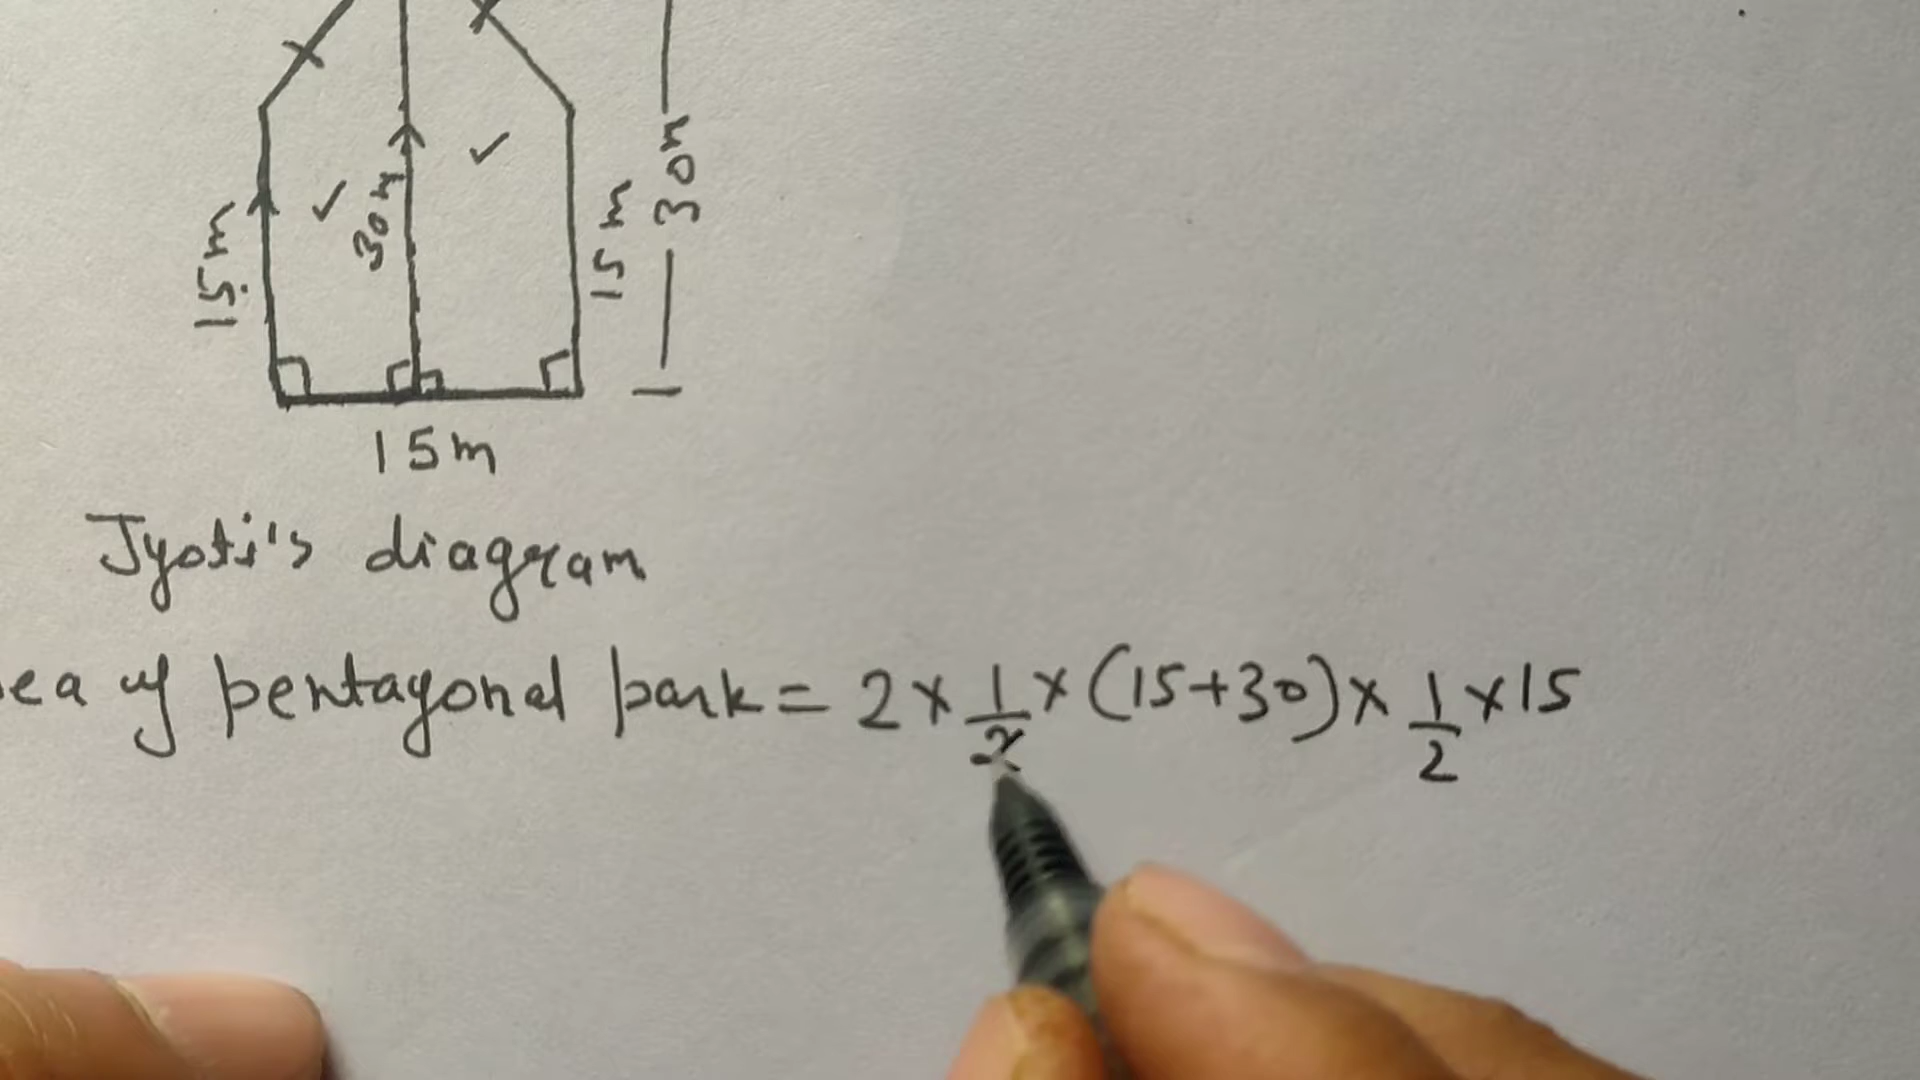 30m
15m
30m
15m
15m
Jyoti's diagram
ea of pentagonal park = 2 × 1/2 × (15+30) × 1/2 × 15